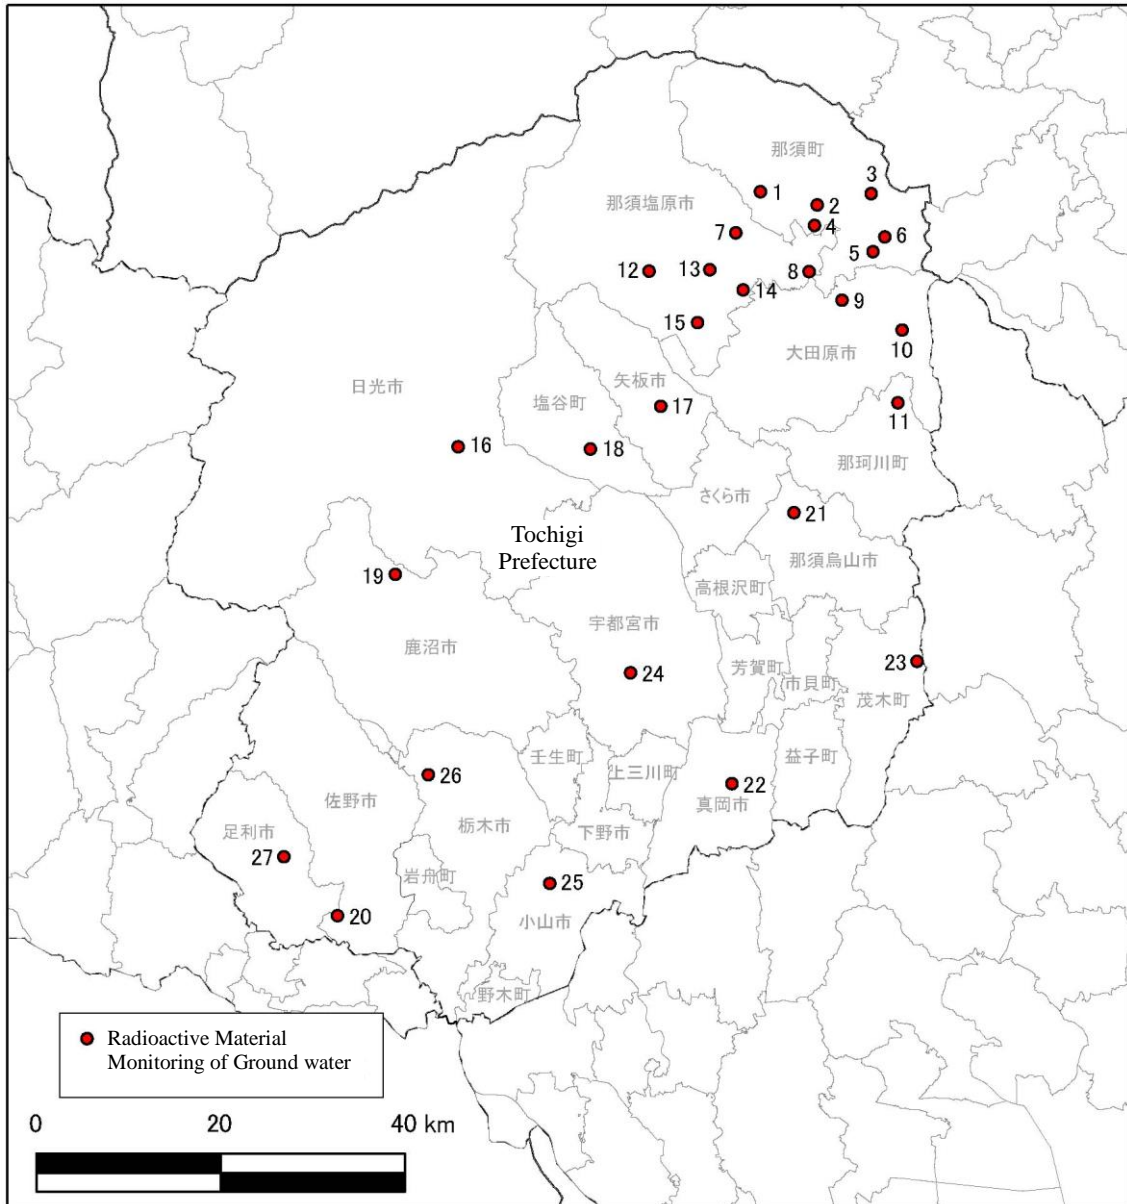 那須町
3
1
那須塩原市
2
4
7
6
5
12
13
8
14
9
15
10
大田原市
日光市
矢板市
塩谷町
17
11
16
18
那珂川町
さくら市
21
Tochigi
Prefecture
那須烏山市
19
高根沢町
宇都宮市
鹿沼市
芳賀町
23
24
市貝町
茂木町
壬生町
益子町
26
上三川町
22
佐野市
真岡市
栃木市
足利市
下野市
27
岩舟町
25
20
小山市
野木町
Radioactive Material
Monitoring of Ground water
0 20 40 km